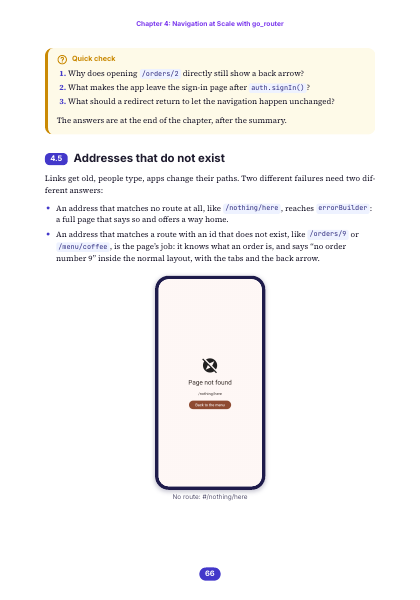 Chapter 4: Navigation at Scale with go_router
Quick check
1. Why does opening /orders/2 directly still show a back arrow?
2. What makes the app leave the sign-in page after auth.signIn() ?
3. What should a redirect return to let the navigation happen unchanged?
The answers are at the end of the chapter, after the summary.
4.5 Addresses that do not exist
Links get old, people type, apps change their paths. Two different failures need two dif-
ferent answers:
• An address that matches no route at all, like /nothing/here , reaches errorBuilder :
a full page that says so and offers a way home.
• An address that matches a route with an id that does not exist, like /orders/9 or
/menu/coffee , is the page’s job: it knows what an order is, and says “no order
number 9” inside the normal layout, with the tabs and the back arrow.
Page not found
/nothing/here
Back to the menu
No route: #/nothing/here
66